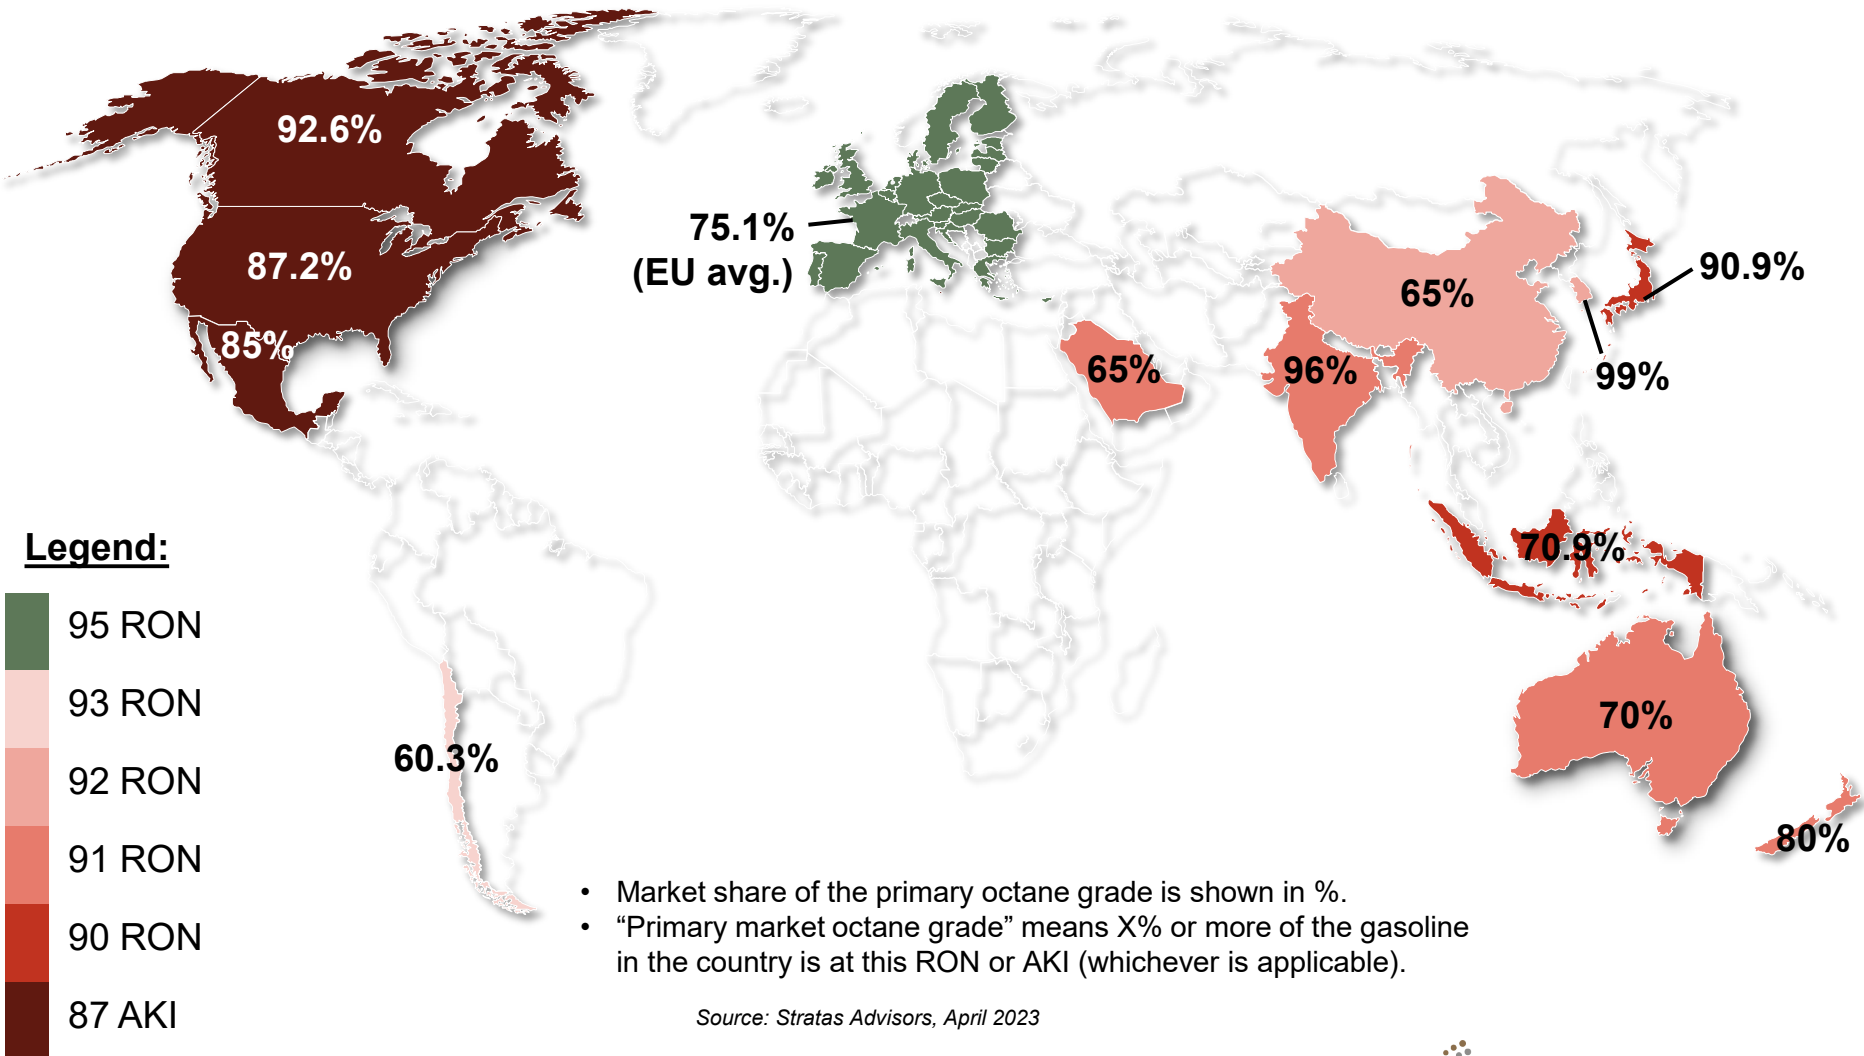 92.6%
87.2%
85%
75.1%
(EU avg.)
65%
96%
65%
90.9%
99%
70.9%
70%
80%
60.3%
Legend:
95 RON
93 RON
92 RON
91 RON
90 RON
87 AKI
• Market share of the primary octane grade is shown in %.
• “Primary market octane grade” means X% or more of the gasoline
in the country is at this RON or AKI (whichever is applicable).
Source: Stratas Advisors, April 2023